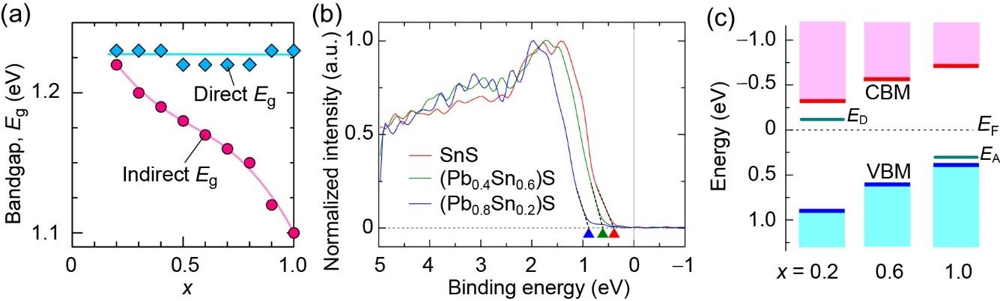 (a)
Bandgap, Eg (eV)
1.2
1.1
Direct Eg
Indirect Eg
0
0.5
1.0
x
(b)
Normalized intensity (a.u.)
1.0
0.5
0
SnS
(Pb0.4Sn0.6)S
(Pb0.8Sn0.2)S
5
4
3
2
1
0
−1
Binding energy (eV)
(c)
Energy (eV)
−1.0
−0.5
0
0.5
1.0
CBM
ED
EF
EA
VBM
x = 0.2
0.6
1.0